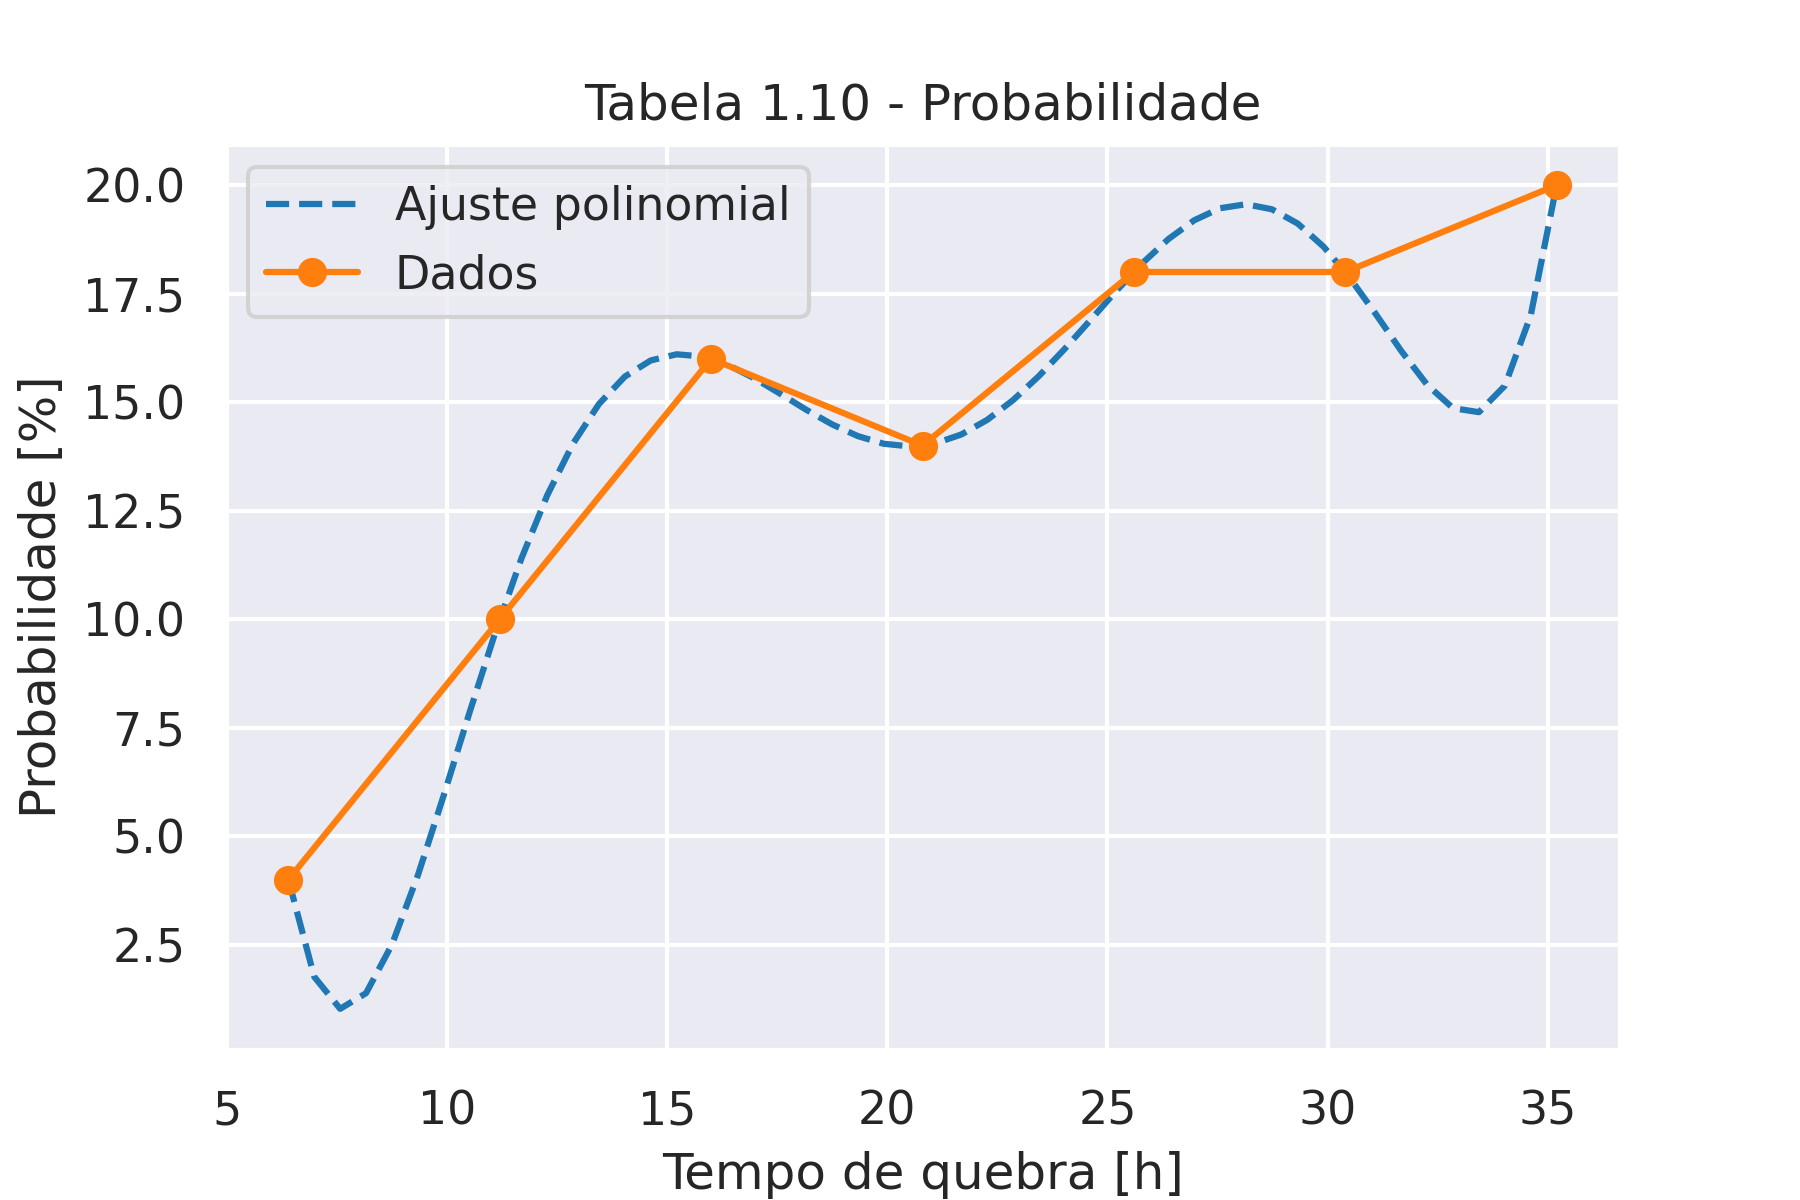 Tabela 1.10 - Probabilidade
Ajuste polinomial
Dados
Probabilidade [%]
20.0
17.5
15.0
12.5
10.0
7.5
5.0
2.5
5 10 15 20 25 30 35
Tempo de quebra [h]